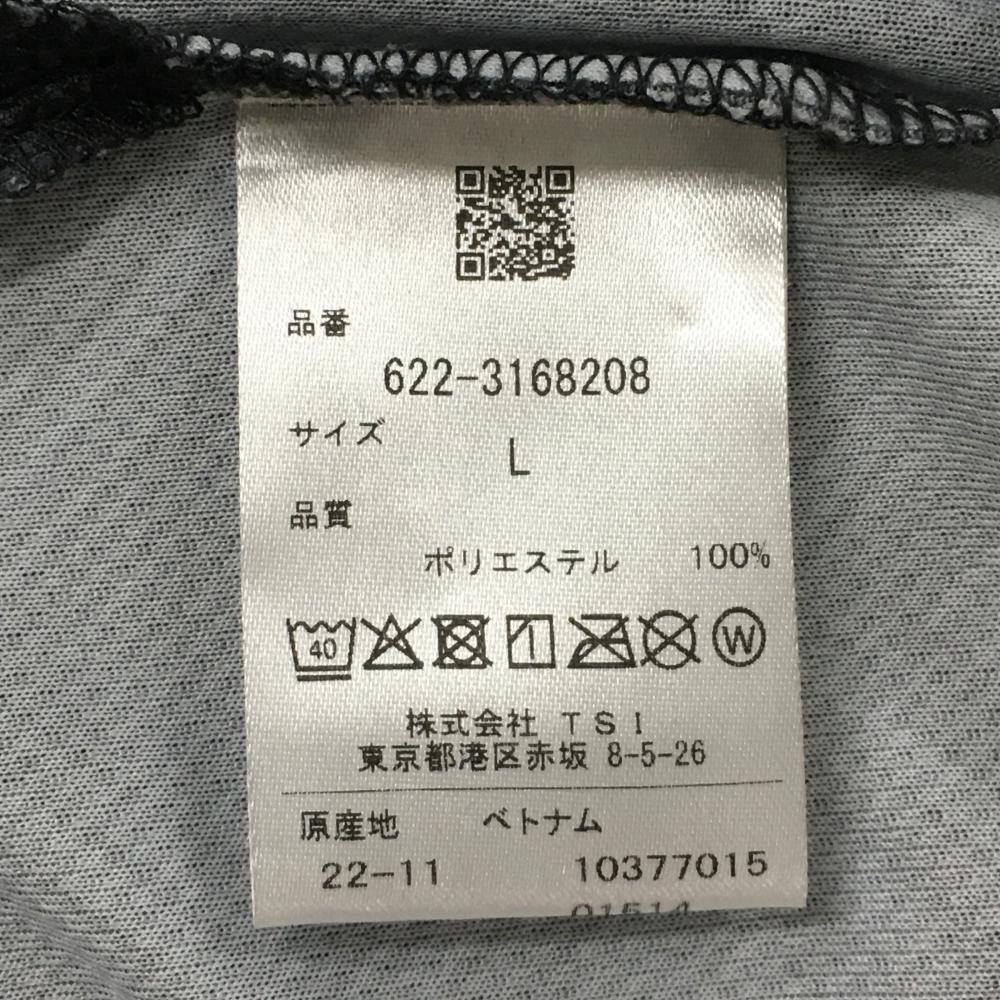 品番
622-3168208
サイズ
L
品質
ポリエステル 100%
40
W
株式会社 TSI
東京都港区赤坂 8-5-26
原産地 ベトナム
22-11 10377015
01514